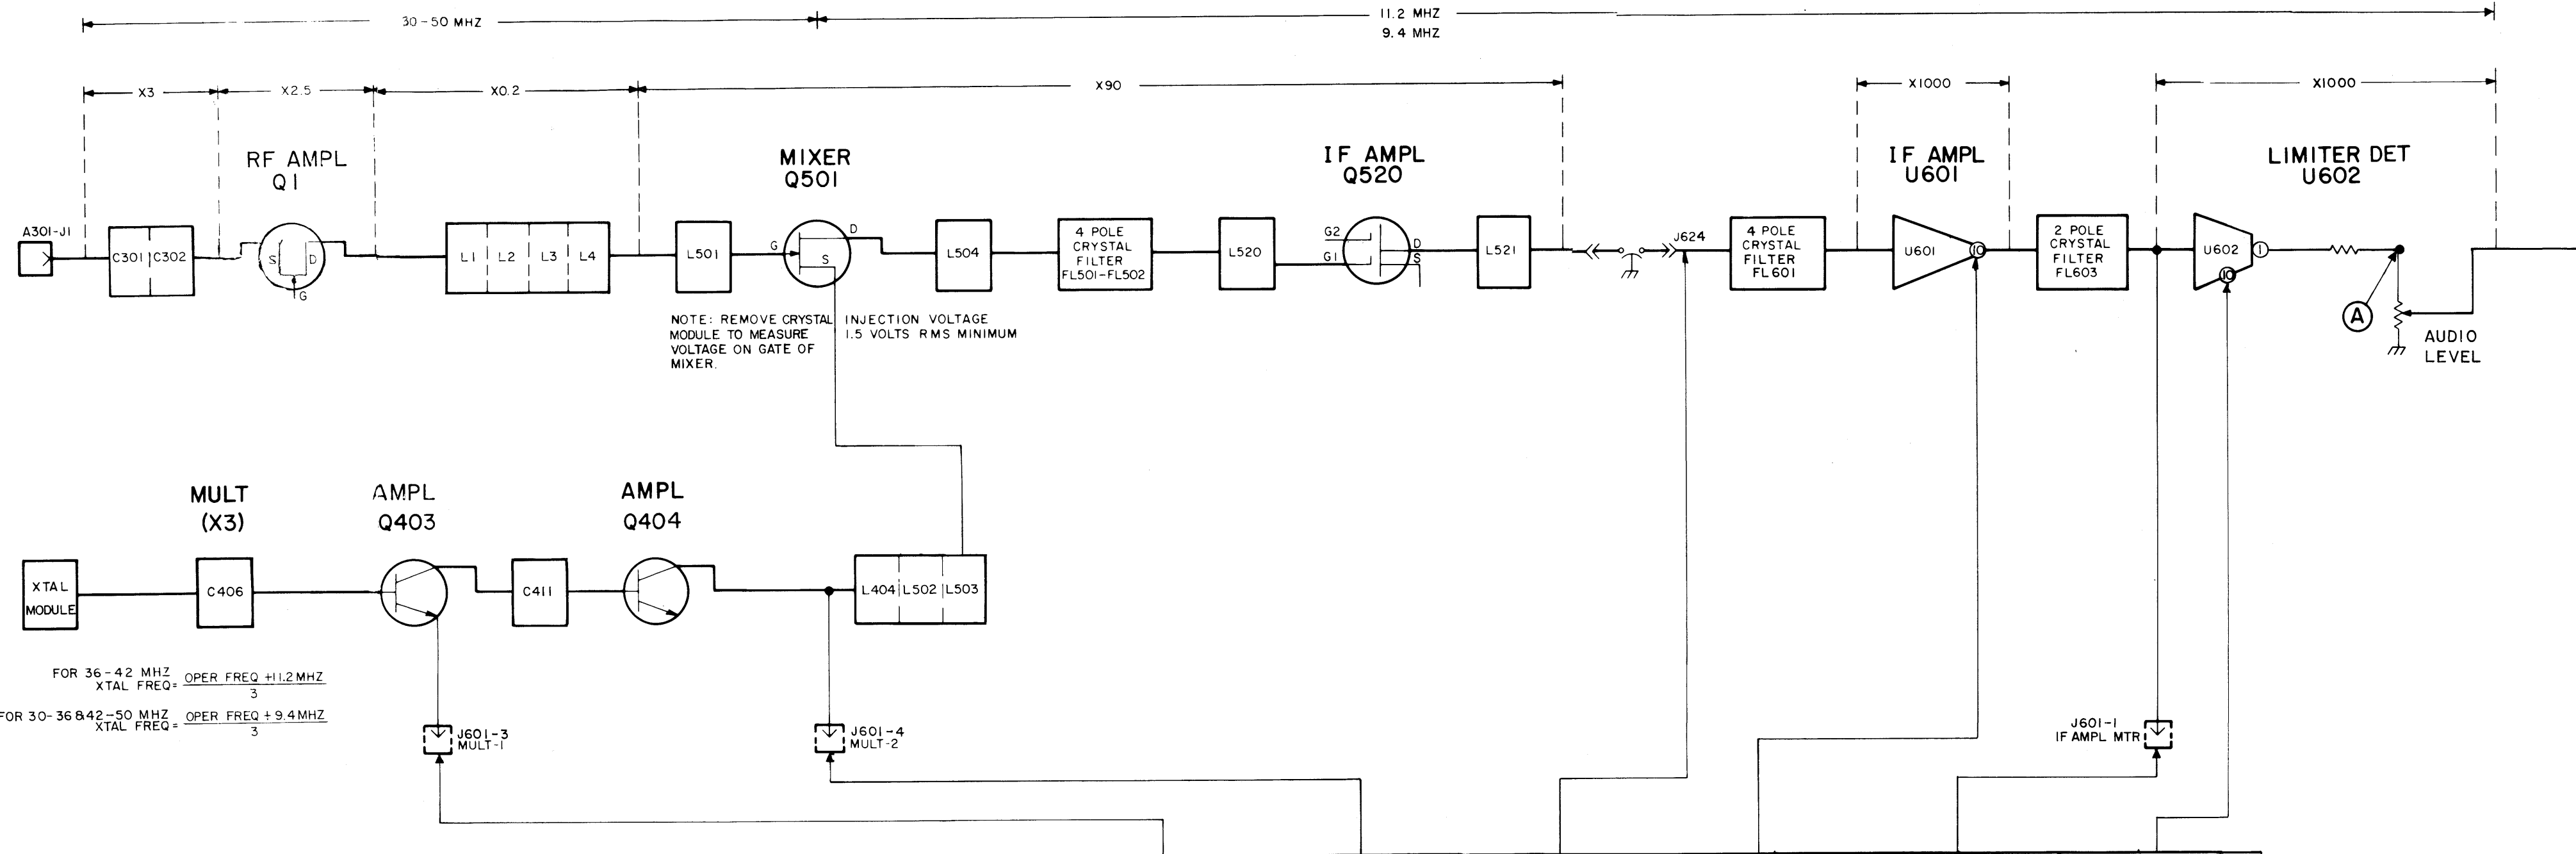 30-50 MHZ
11.2 MHZ
9.4 MHZ
X3
X2.5
X0.2
X90
X1000
X1000
RF AMPL
Q1
MIXER
Q501
IF AMPL
Q520
IF AMPL
U601
LIMITER DET
U602
A301-J1
C301
C302
S
D
G
L1
L2
L3
L4
L501
G
D
S
L504
4 POLE
CRYSTAL
FILTER
FL501-FL502
L520
G2
G1
D
S
L521
J624
4 POLE
CRYSTAL
FILTER
FL601
U601
10
2 POLE
CRYSTAL
FILTER
FL603
U602
1
10
A
AUDIO
LEVEL
NOTE: REMOVE CRYSTAL
MODULE TO MEASURE
VOLTAGE ON GATE OF
MIXER.
INJECTION VOLTAGE
1.5 VOLTS RMS MINIMUM
MULT
(X3)
AMPL
Q403
AMPL
Q404
XTAL
MODULE
C406
C411
L404
L502
L503
FOR 36-42 MHZ
XTAL FREQ= OPER FREQ +11.2MHZ
3
FOR 30-36&42-50 MHZ
XTAL FREQ= OPER FREQ + 9.4MHZ
3
J601-3
MULT-1
J601-4
MULT-2
J601-1
IF AMPL MTR